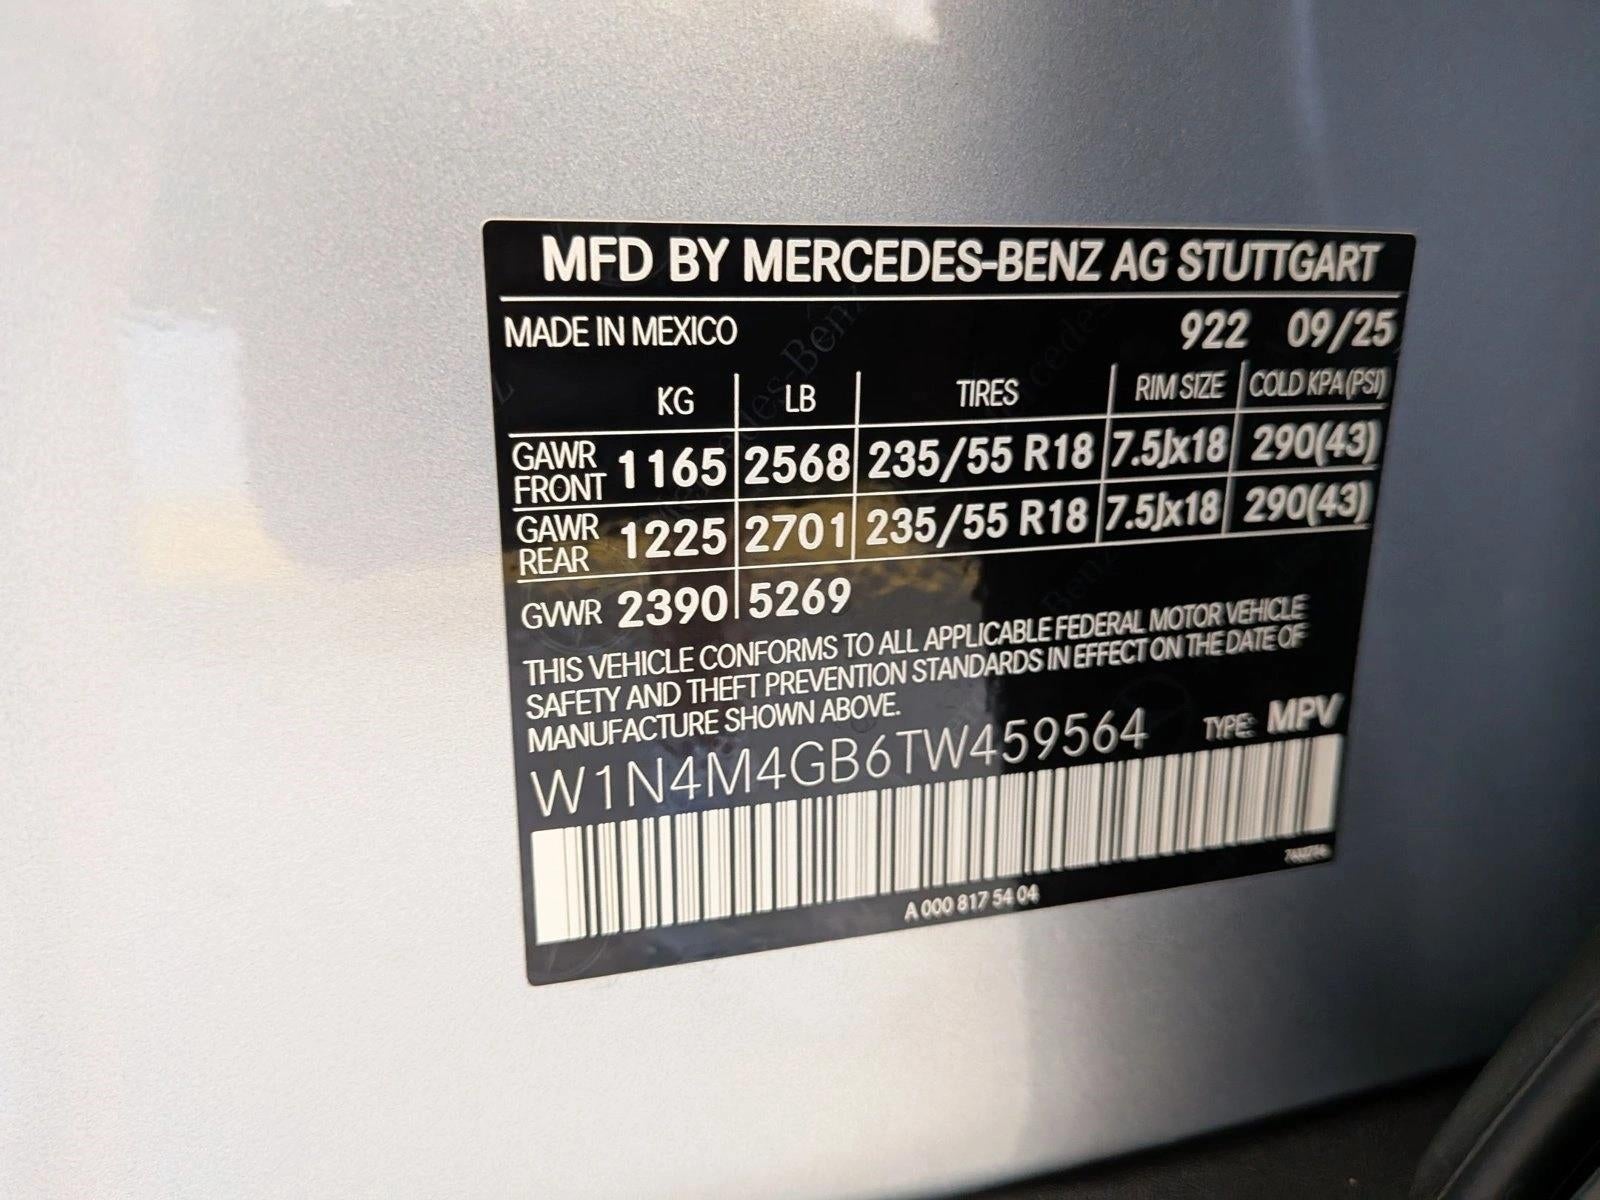 MFD BY MERCEDES-BENZ AG STUTTGART
MADE IN MEXICO 922 09/25
KG LB TIRES RIM SIZE COLD KPA(PSI)
GAWR FRONT 1165 2568 235/55 R18 7.5Jx18 290(43)
GAWR REAR 1225 2701 235/55 R18 7.5Jx18 290(43)
GVWR 2390 5269
THIS VEHICLE CONFORMS TO ALL APPLICABLE FEDERAL MOTOR VEHICLE
SAFETY AND THEFT PREVENTION STANDARDS IN EFFECT ON THE DATE OF
MANUFACTURE SHOWN ABOVE.
W1N4M4GB6TW459564 TYPE: MPV
A 000 817 54 04